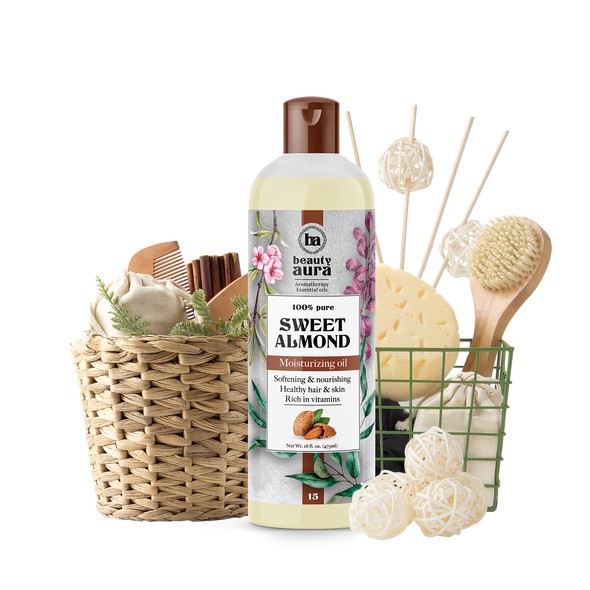 ba
beauty
aura
Aromatherapy
Essential oils
100% pure
SWEET
ALMOND
Moisturizing oil
Softening & nourishing
Healthy hair & skin
Rich in vitamins
Net Wt. 16 fl. oz. (473ml)
15